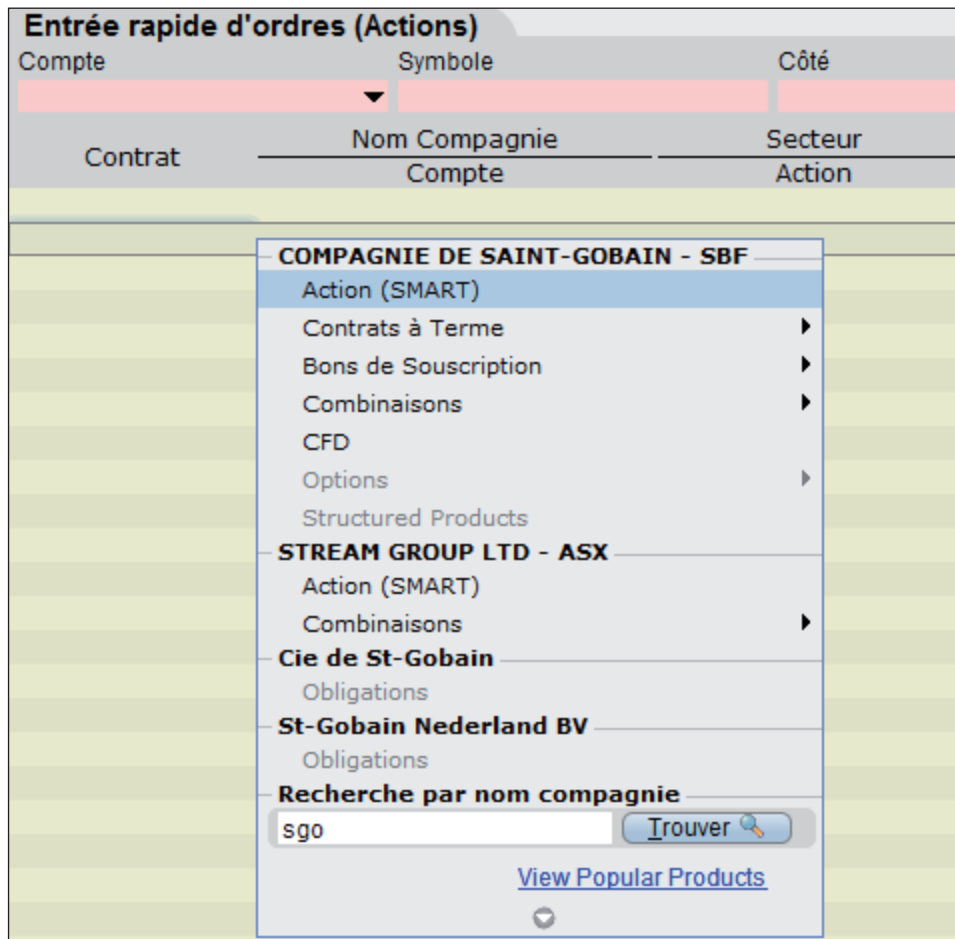 Entrée rapide d'ordres (Actions)
Compte Symbole Côté
Contrat Nom Compagnie Secteur
Compte Action
COMPAGNIE DE SAINT-GOBAIN - SBF
Action (SMART)
Contrats à Terme
Bons de Souscription
Combinaisons
CFD
Options
Structured Products
STREAM GROUP LTD - ASX
Action (SMART)
Combinaisons
Cie de St-Gobain
Obligations
St-Gobain Nederland BV
Obligations
Recherche par nom compagnie
sgo Trouver
View Popular Products